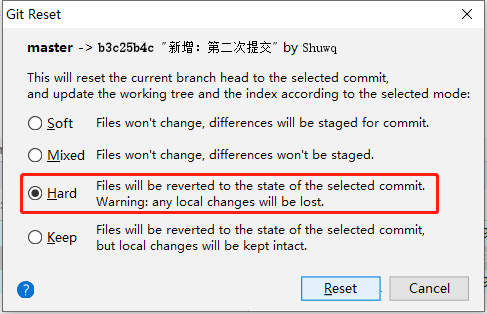 Git Reset
master -> b3c25b4c "新增：第二次提交" by Shuwq
This will reset the current branch head to the selected commit,
and update the working tree and the index according to the selected mode:
Soft Files won't change, differences will be staged for commit.
Mixed Files won't change, differences won't be staged.
Hard Files will be reverted to the state of the selected commit.
Warning: any local changes will be lost.
Keep Files will be reverted to the state of the selected commit,
but local changes will be kept intact.
? Reset Cancel